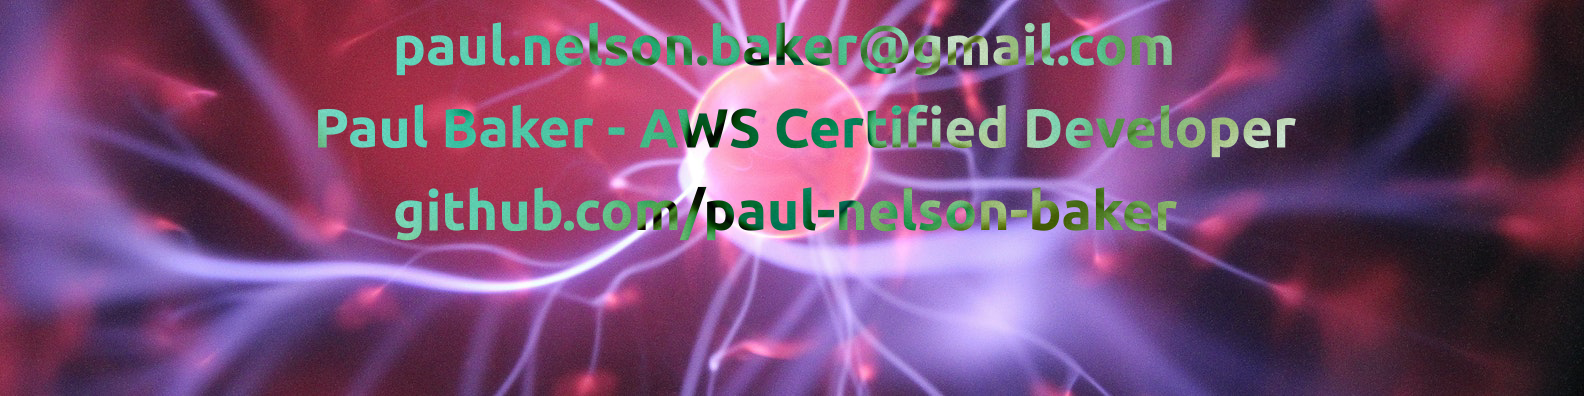 paul.nelson.baker@gmail.com
Paul Baker - AWS Certified Developer
github.com/paul-nelson-baker